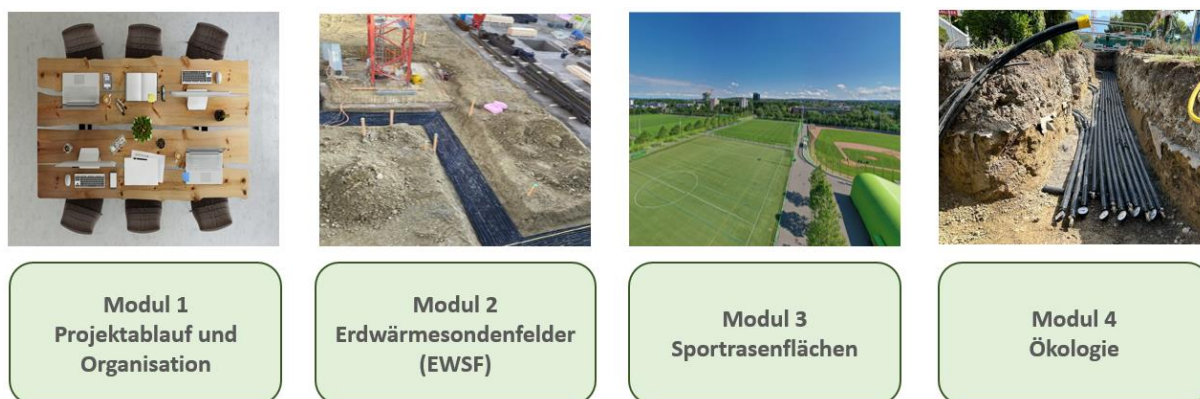 Modul 1
Projektablauf und
Organisation
Modul 2
Erdwärmesondenfelder
(EWSF)
Modul 3
Sportrasenflächen
Modul 4
Ökologie